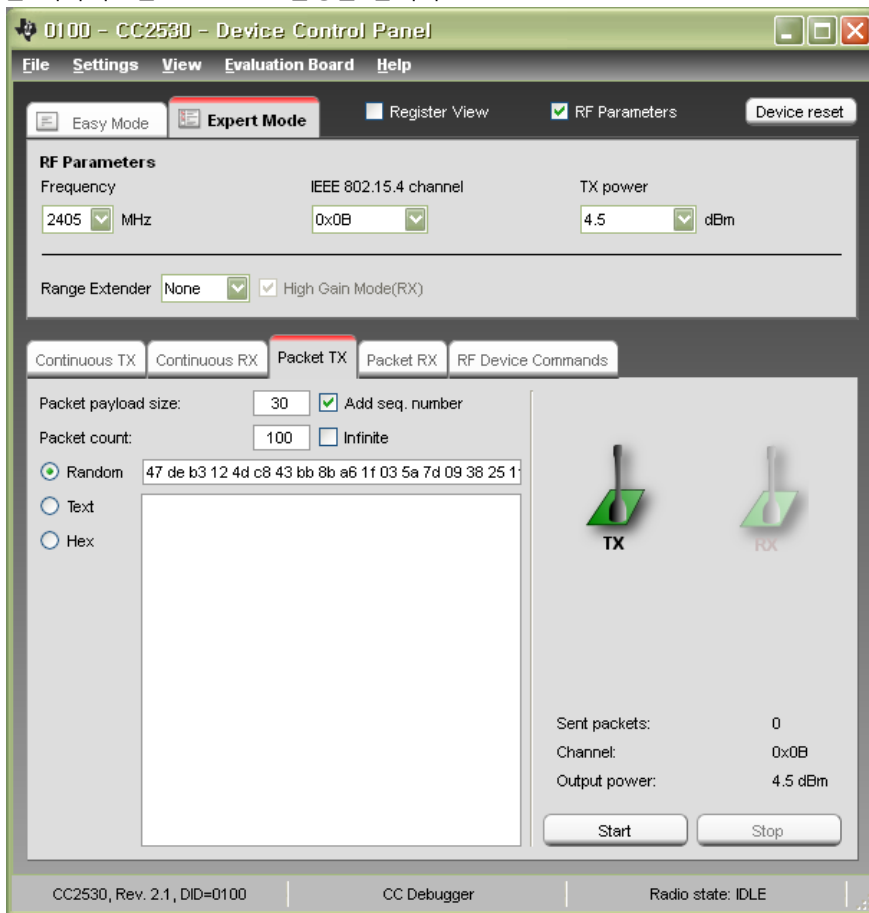 0100 - CC2530 - Device Control Panel
File Settings View Evaluation Board Help
Easy Mode Expert Mode Register View RF Parameters Device reset
RF Parameters
Frequency IEEE 802.15.4 channel TX power
2405 MHz 0x0B 4.5 dBm
Range Extender None High Gain Mode(RX)
Continuous TX Continuous RX Packet TX Packet RX RF Device Commands
Packet payload size: 30 Add seq. number
Packet count: 100 Infinite
Random 47 de b3 12 4d c8 43 bb 8b a6 1f 03 5a 7d 09 38 25
Text
Hex
TX RX
Sent packets: 0
Channel: 0x0B
Output power: 4.5 dBm
Start Stop
CC2530, Rev. 2.1, DID=0100 CC Debugger Radio state: IDLE